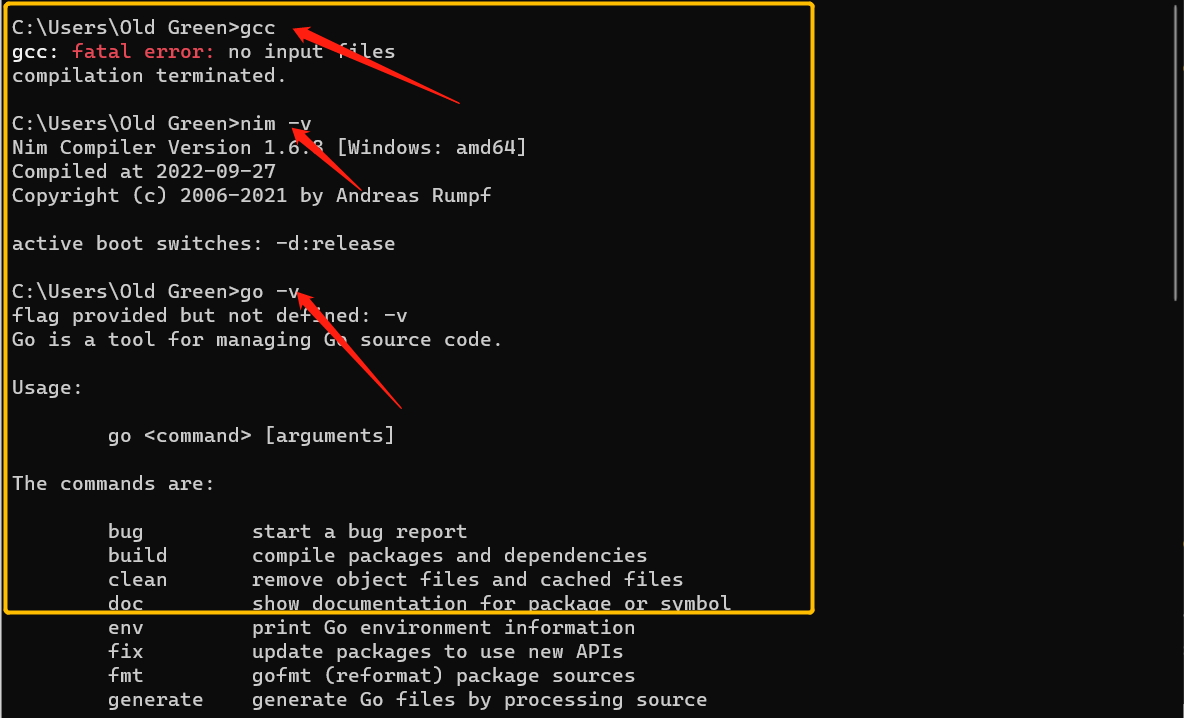 C:\Users\Old Green>gcc
gcc: fatal error: no input files
compilation terminated.
C:\Users\Old Green>nim -v
Nim Compiler Version 1.6.8 [Windows: amd64]
Compiled at 2022-09-27
Copyright (c) 2006-2021 by Andreas Rumpf
active boot switches: -d:release
C:\Users\Old Green>go -v
flag provided but not defined: -v
Go is a tool for managing Go source code.
Usage:
go <command> [arguments]
The commands are:
bug start a bug report
build compile packages and dependencies
clean remove object files and cached files
doc show documentation for package or symbol
env print Go environment information
fix update packages to use new APIs
fmt gofmt (reformat) package sources
generate generate Go files by processing source